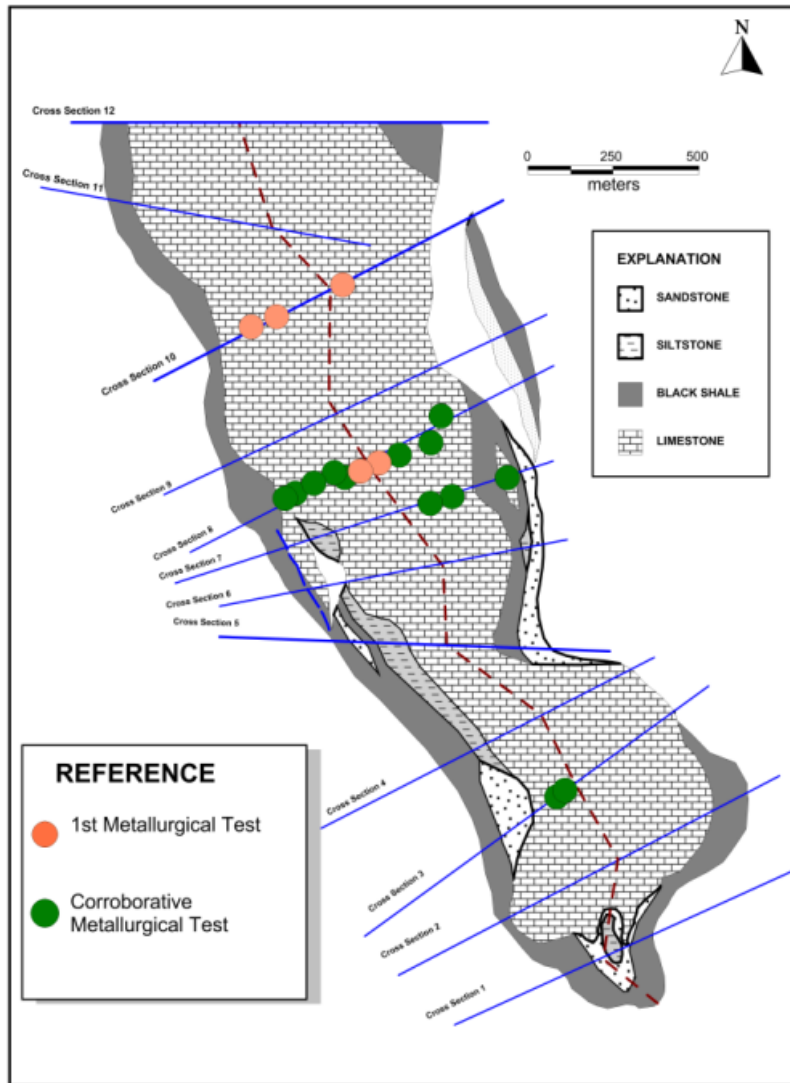 N
Cross Section 12
0 250 500
meters
Cross Section 11
EXPLANATION
SANDSTONE
SILTSTONE
BLACK SHALE
LIMESTONE
Cross Section 10
Cross Section 9
Cross Section 8
Cross Section 7
Cross Section 6
Cross Section 5
Cross Section 4
Cross Section 3
Cross Section 2
Cross Section 1
REFERENCE
1st Metallurgical Test
Corroborative
Metallurgical Test